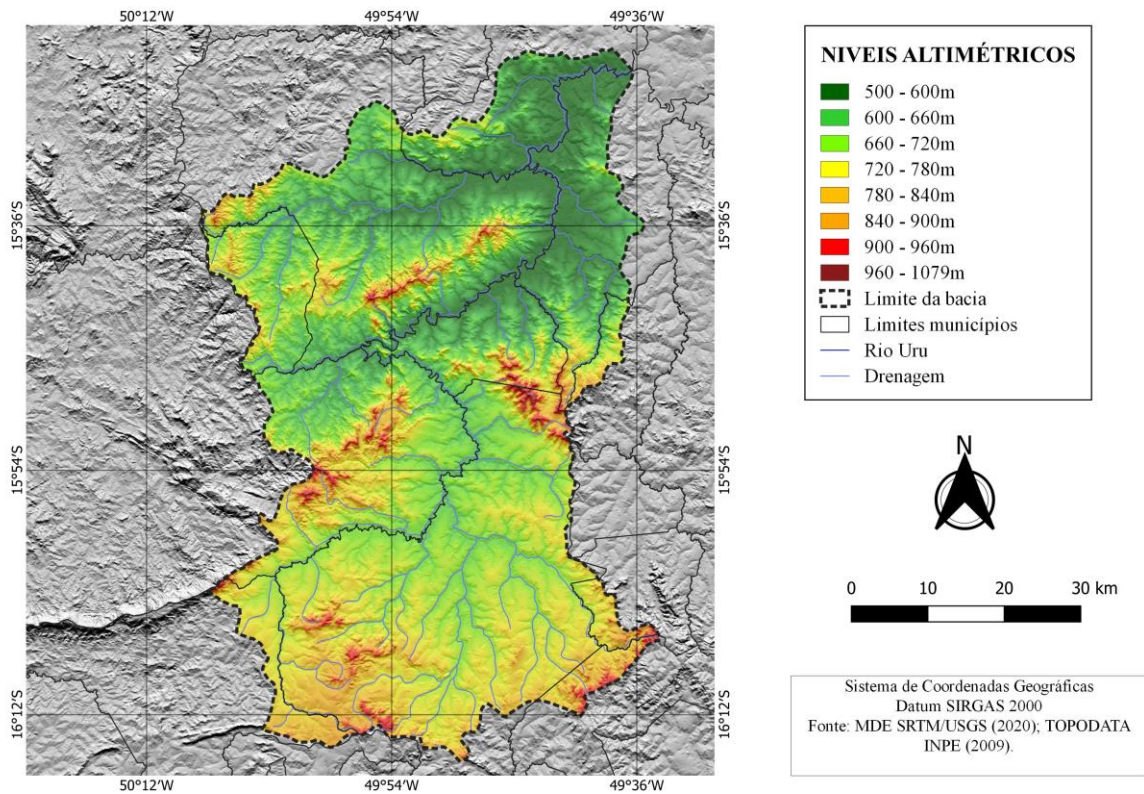 50°12'W 49°54'W 49°36'W
15°36'S 15°36'S
15°54'S 15°54'S
16°12'S 16°12'S
50°12'W 49°54'W 49°36'W
NIVEIS ALTIMÉTRICOS
500 - 600m
600 - 660m
660 - 720m
720 - 780m
780 - 840m
840 - 900m
900 - 960m
960 - 1079m
Limite da bacia
Limites municípios
Rio Uru
Drenagem
N
0 10 20 30 km
Sistema de Coordenadas Geográficas
Datum SIRGAS 2000
Fonte: MDE SRTM/USGS (2020); TOPODATA
INPE (2009).